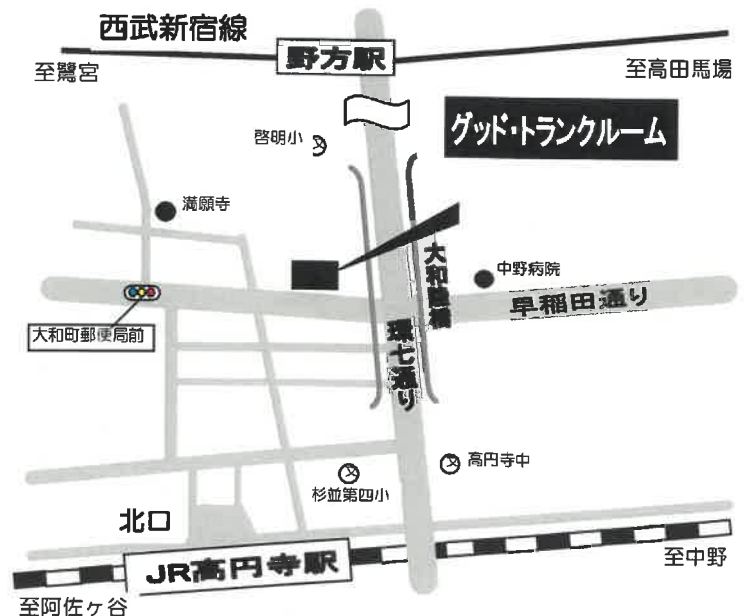 西武新宿線
野方駅
至鷺宮
至高田馬場
グッド・トランクルーム
啓明小
満願寺
大和陸橋
中野病院
早稲田通り
大和町郵便局前
環七通り
高円寺中
杉並第四小
北口
JR高円寺駅
至中野
至阿佐ヶ谷